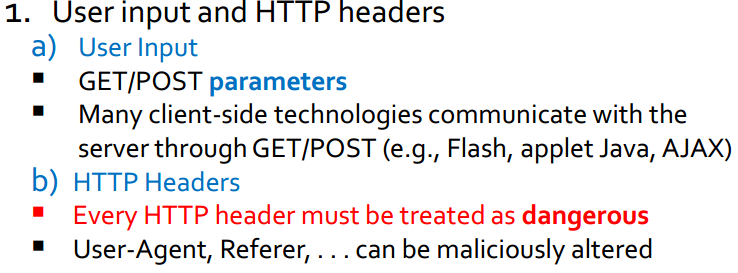 1. User input and HTTP headers
a) User Input
▪ GET/POST parameters
▪ Many client-side technologies communicate with the
server through GET/POST (e.g., Flash, applet Java, AJAX)
b) HTTP Headers
▪ Every HTTP header must be treated as dangerous
▪ User-Agent, Referer, . . . can be maliciously altered